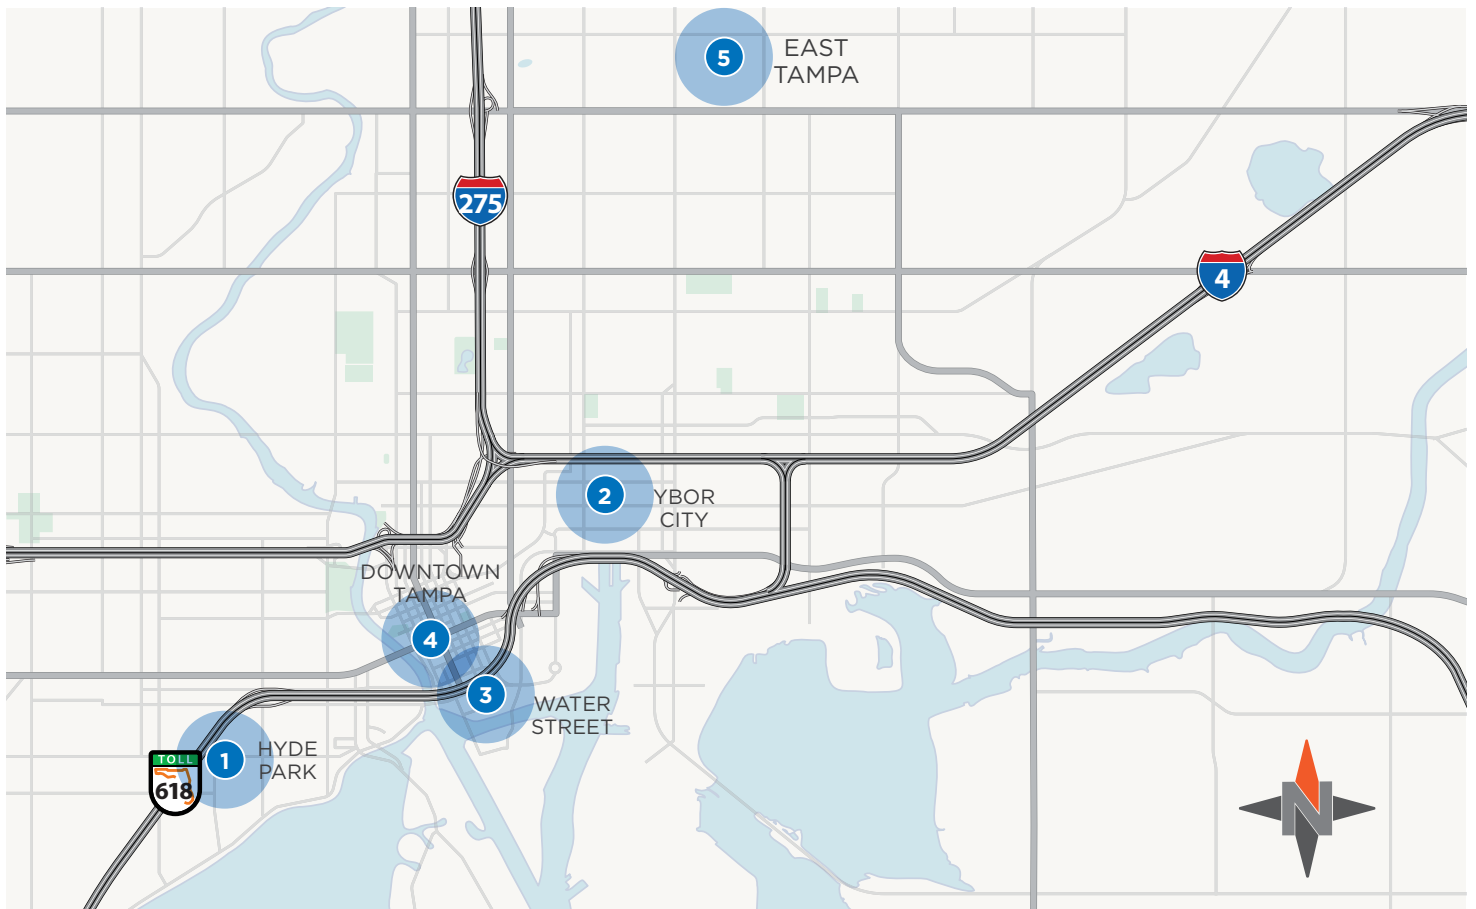 5
EAST
TAMPA
275
4
2
YBOR
CITY
DOWNTOWN
TAMPA
4
3
WATER
STREET
1
HYDE
PARK
TOLL
618
N